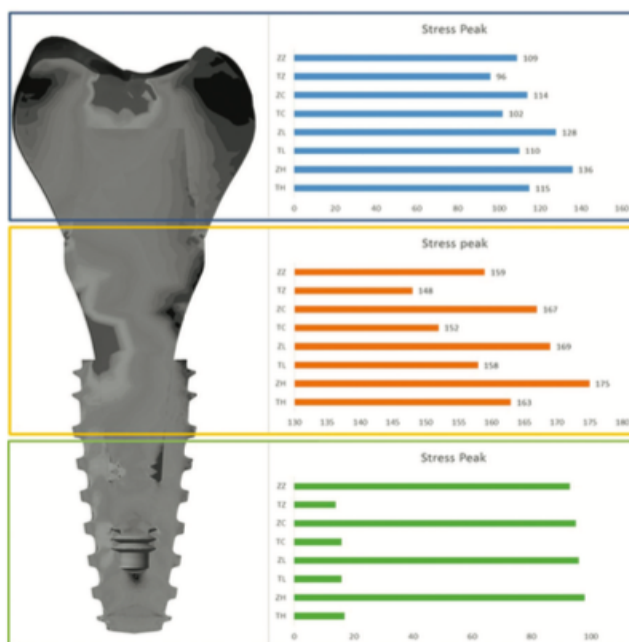 Stress Peak
ZZ 109
TZ 96
ZC 114
TC 102
ZL 128
TL 110
ZH 136
TH 115
0 20 40 60 80 100 120 140 160
Stress peak
ZZ 159
TZ 148
ZC 167
TC 152
ZL 169
TL 158
ZH 175
TH 163
130 135 140 145 150 155 160 165 170 175 180
Stress Peak
ZZ
TZ
ZC
TC
ZL
TL
ZH
TH
0 20 40 60 80 100